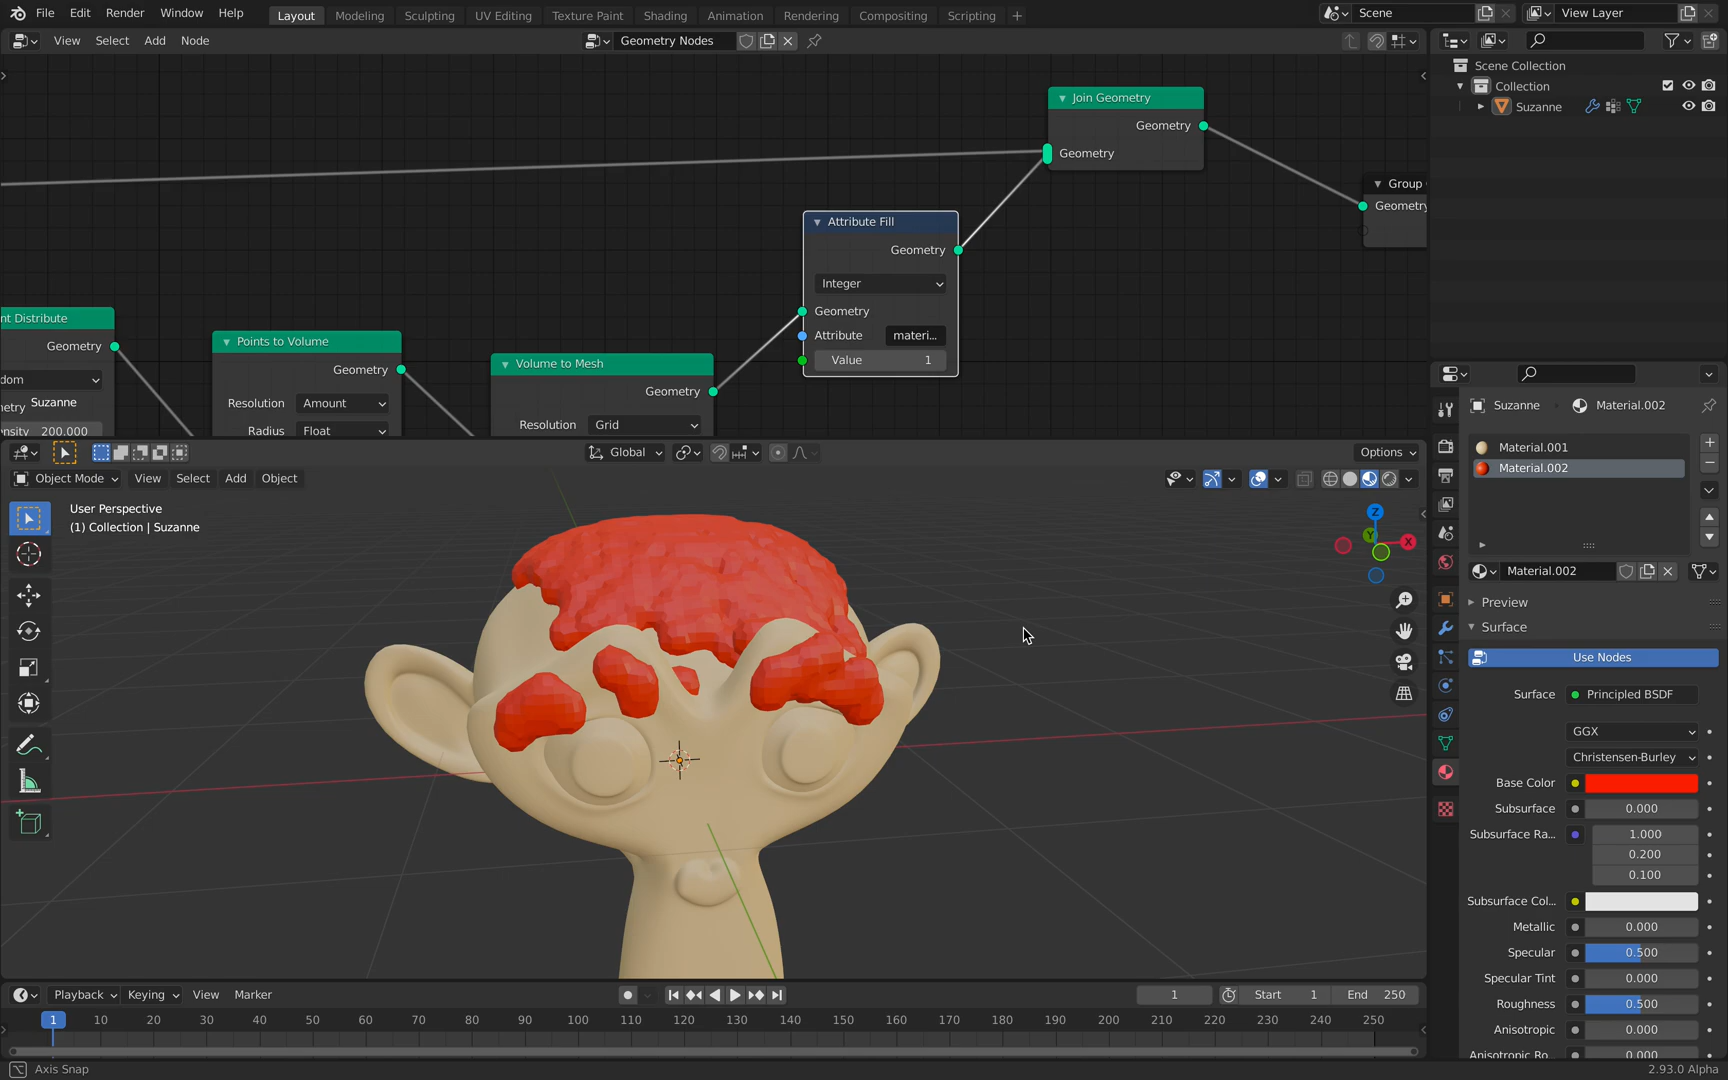 File Edit Render Window Help Layout Modeling Sculpting UV Editing Texture Paint Shading Animation Rendering Compositing Scripting + Scene View Layer
View Select Add Node Geometry Nodes
Scene Collection
Collection
Suzanne
Join Geometry
Geometry
Geometry
Group
Geometry
Attribute Fill
Geometry
Integer
Geometry
Attribute materi...
Value 1
nt Distribute
Geometry
dom
Suzanne
200.000
Points to Volume
Geometry
Resolution Amount
Radius Float
Volume to Mesh
Geometry
Resolution Grid
Global Options
Object Mode View Select Add Object
User Perspective
(1) Collection | Suzanne
Z
Y
X
Suzanne Material.002
Material.001
Material.002
Material.002
Preview
Surface
Use Nodes
Surface Principled BSDF
GGX
Christensen-Burley
Base Color
Subsurface 0.000
Subsurface Ra... 1.000
0.200
0.100
Subsurface Col...
Metallic 0.000
Specular 0.500
Specular Tint 0.000
Roughness 0.500
Anisotropic 0.000
Anisotropic Ro... 0.000
Playback Keying View Marker 1 Start 1 End 250
1 10 20 30 40 50 60 70 80 90 100 110 120 130 140 150 160 170 180 190 200 210 220 230 240 250
Axis Snap 2.93.0 Alpha